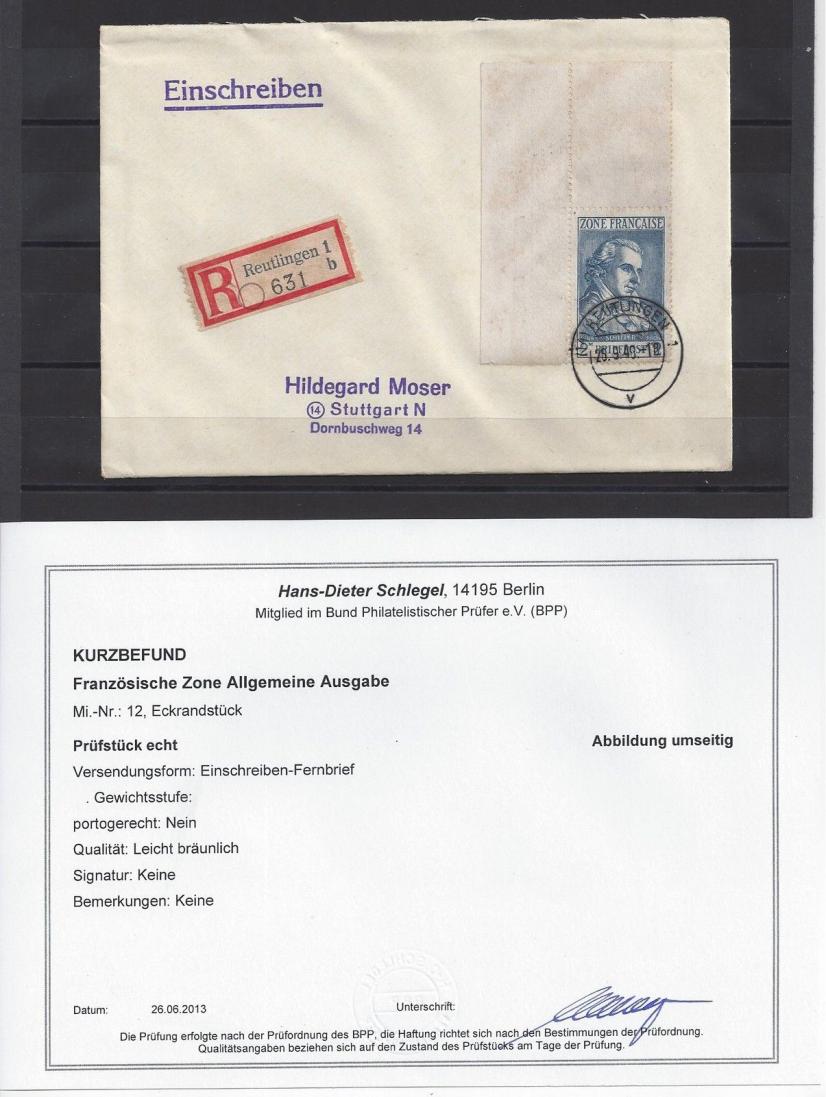 Einschreiben
ZONE FRANÇAISE
R
Reutlingen 1
631 b
REUTLINGEN 1
SCHILLER
BRIEFPOST
v
Hildegard Moser
(14) Stuttgart N
Dornbuschweg 14
Hans-Dieter Schlegel, 14195 Berlin
Mitglied im Bund Philatelistischer Prüfer e.V. (BPP)
KURZBEFUND
Französische Zone Allgemeine Ausgabe
Mi.-Nr.: 12, Eckrandstück
Prüfstück echt
Abbildung umseitig
Versendungsform: Einschreiben-Fernbrief
. Gewichtsstufe:
portogerecht: Nein
Qualität: Leicht bräunlich
Signatur: Keine
Bemerkungen: Keine
Datum: 26.06.2013 Unterschrift:
Die Prüfung erfolgte nach der Prüfordnung des BPP, die Haftung richtet sich nach den Bestimmungen der Prüfordnung.
Qualitätsangaben beziehen sich auf den Zustand des Prüfstücks am Tage der Prüfung.